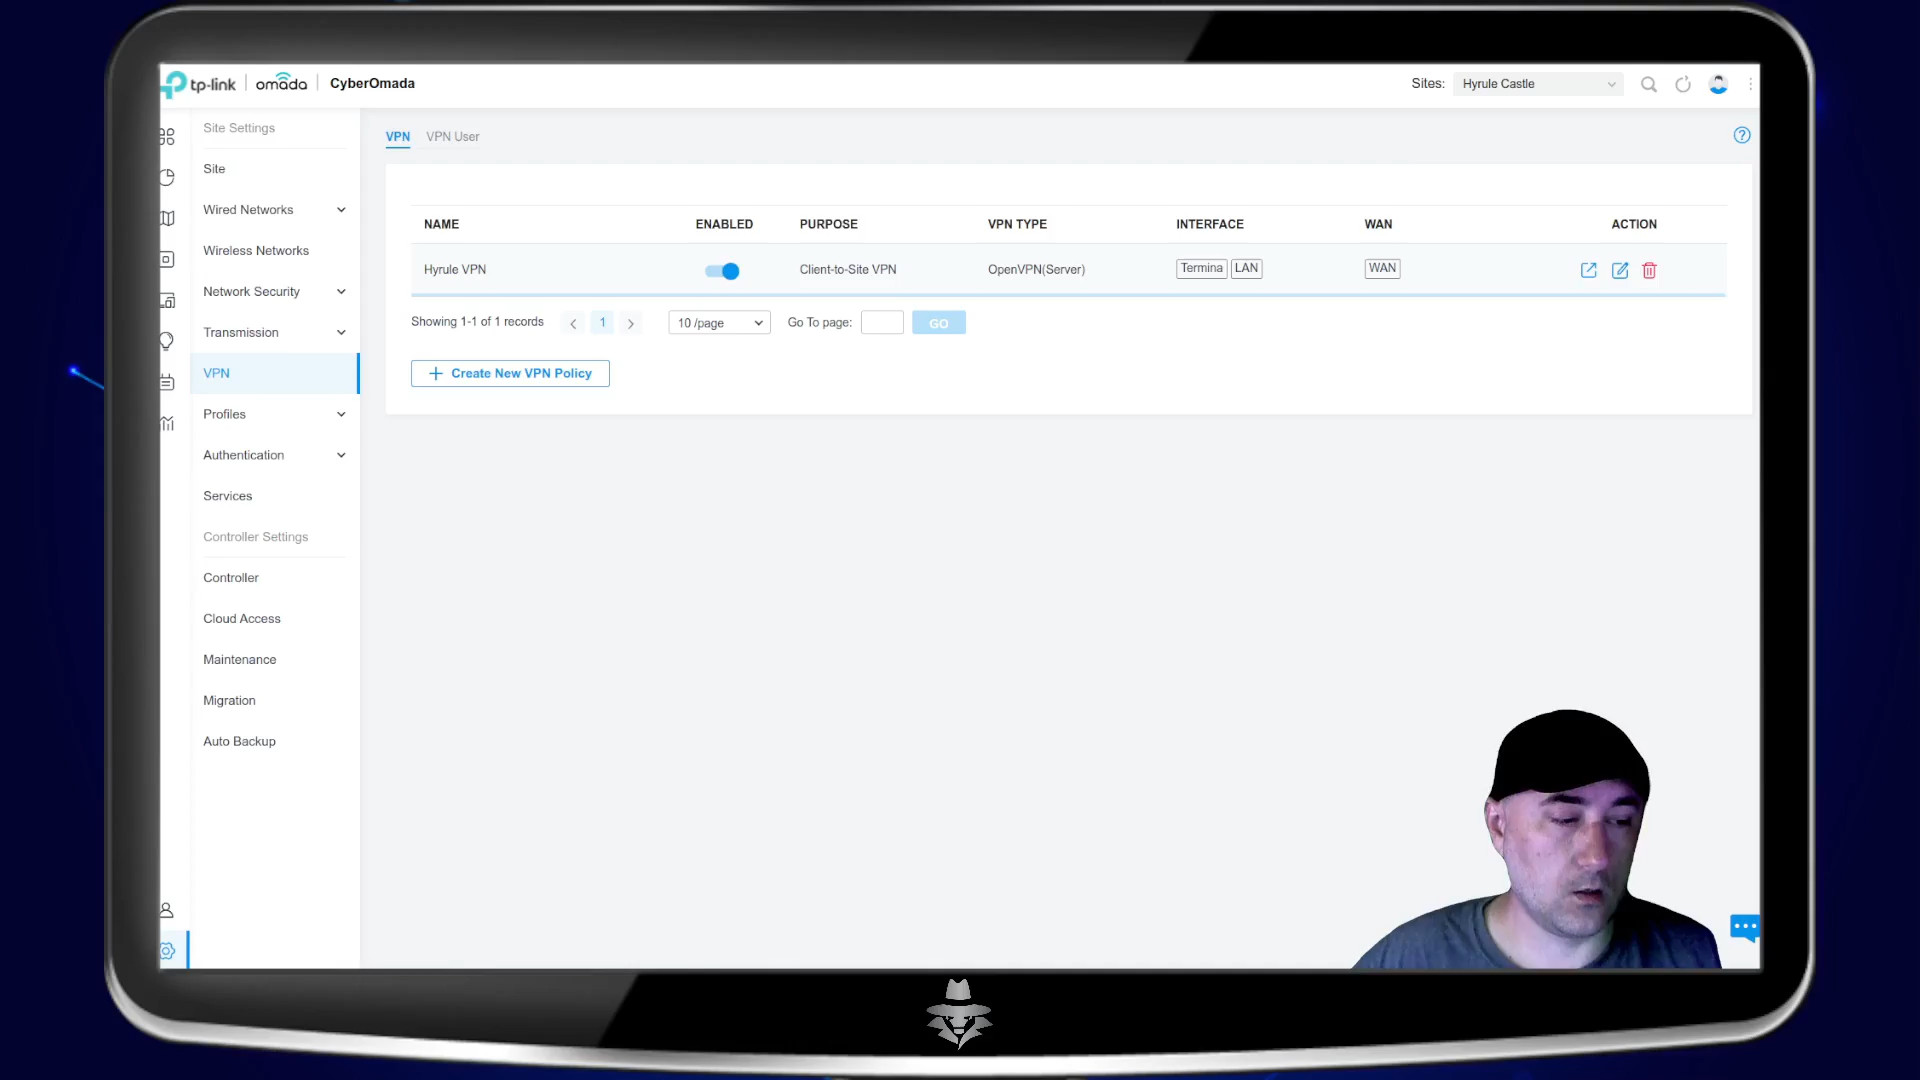 tp-link | omada | CyberOmada
Sites: Hyrule Castle
Site Settings
Site
Wired Networks
Wireless Networks
Network Security
Transmission
VPN
Profiles
Authentication
Services
Controller Settings
Controller
Cloud Access
Maintenance
Migration
Auto Backup
VPN VPN User
NAME ENABLED PURPOSE VPN TYPE INTERFACE WAN ACTION
Hyrule VPN Client-to-Site VPN OpenVPN(Server) Termina LAN WAN
Showing 1-1 of 1 records < 1 > 10 /page Go To page: GO
+ Create New VPN Policy